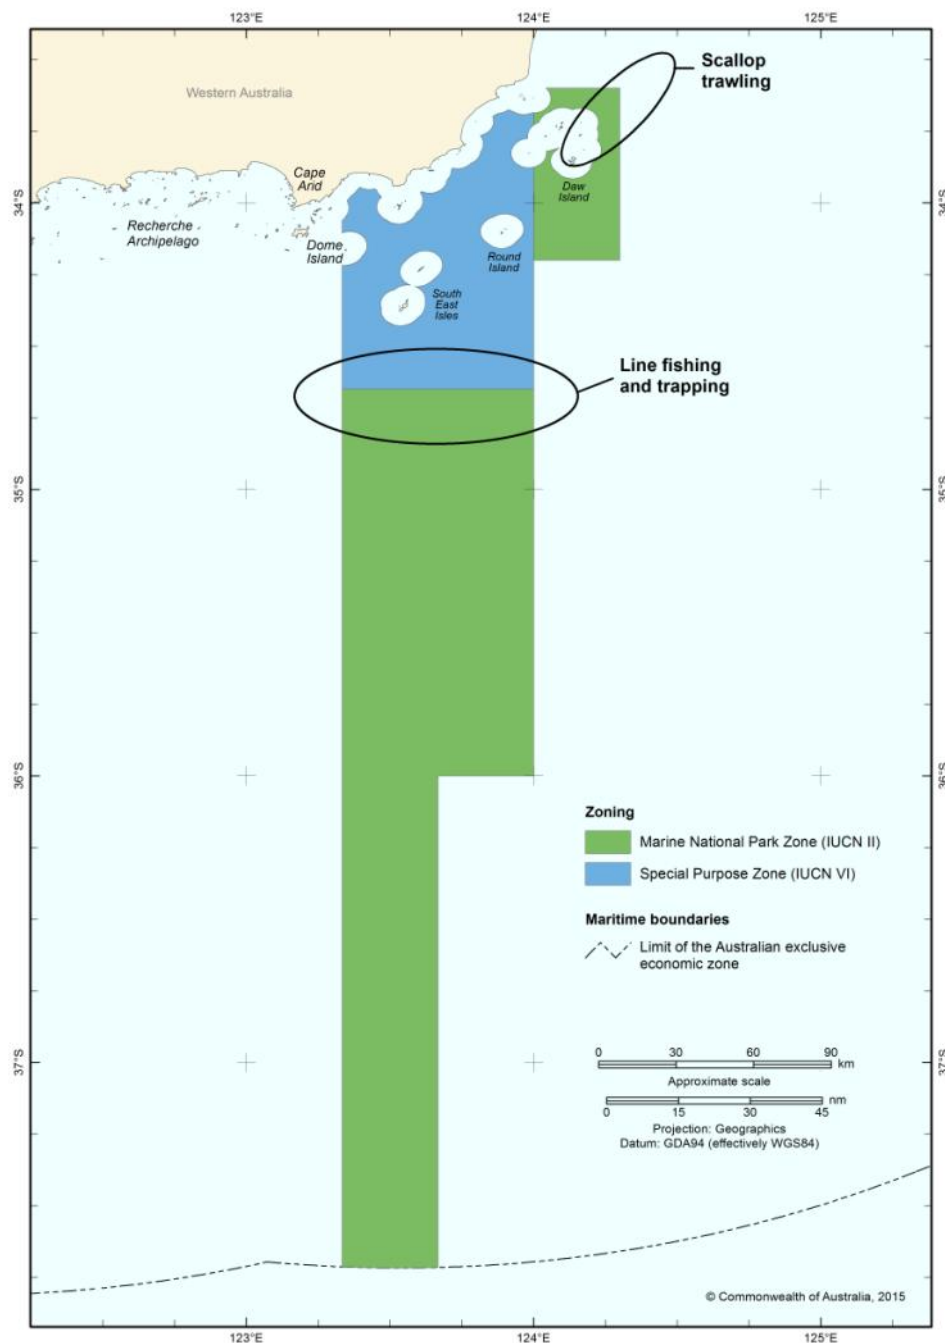 123°E
124°E
125°E
Scallop
trawling
Western Australia
Cape
Arid
Daw
Island
34°S
34°S
Recherche
Archipelago
Dome
Island
Round
Island
South
East
Isles
Line fishing
and trapping
35°S
35°S
36°S
36°S
Zoning
Marine National Park Zone (IUCN II)
Special Purpose Zone (IUCN VI)
Maritime boundaries
Limit of the Australian exclusive
economic zone
37°S
37°S
0 30 60 90
km
Approximate scale
nm
0 15 30 45
Projection: Geographics
Datum: GDA94 (effectively WGS84)
© Commonwealth of Australia, 2015
123°E
124°E
125°E